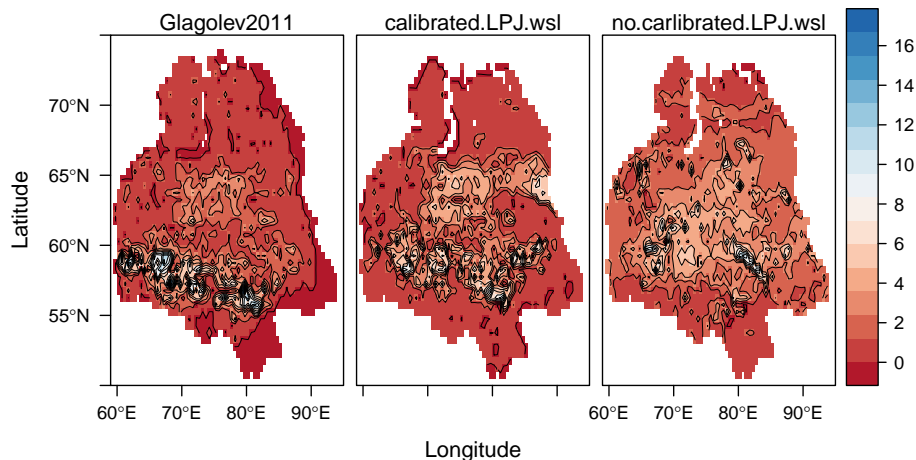 Glagolev2011 calibrated.LPJ.wsl no.carlibrated.LPJ.wsl
70°N
65°N
60°N
55°N
Latitude
60°E 70°E 80°E 90°E 60°E 70°E 80°E 90°E
Longitude
16
14
12
10
8
6
4
2
0